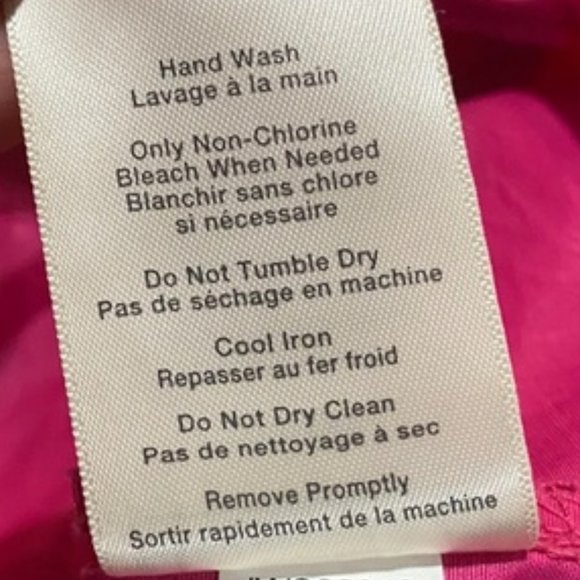 Hand Wash
Lavage à la main
Only Non-Chlorine
Bleach When Needed
Blanchir sans chlore
si nécessaire
Do Not Tumble Dry
Pas de séchage en machine
Cool Iron
Repasser au fer froid
Do Not Dry Clean
Pas de nettoyage à sec
Remove Promptly
Sortir rapidement de la machine